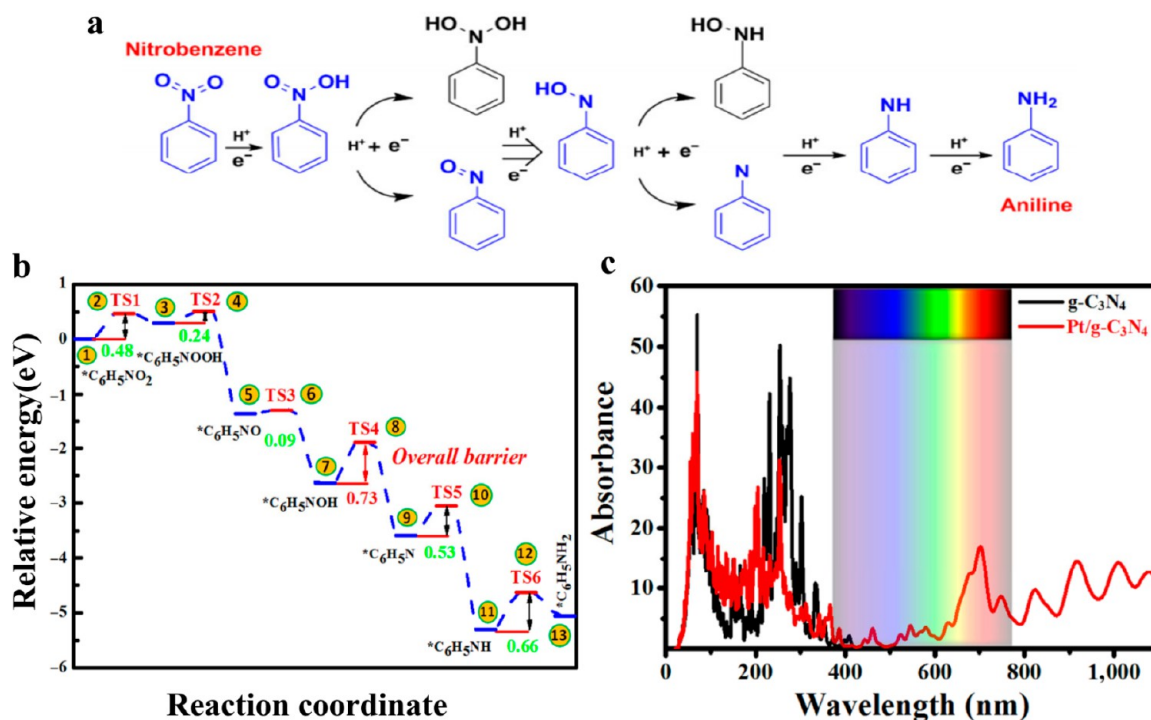 a
Nitrobenzene
O O
N
H⁺
e⁻
O OH
N
H⁺ + e⁻
HO OH
N
O
N
H⁺
e⁻
HO
N
H⁺ + e⁻
HO
NH
N
H⁺
e⁻
NH
H⁺
e⁻
NH₂
Aniline
b
Relative energy(eV)
1
0
−1
−2
−3
−4
−5
−6
1
*C₆H₅NO₂
2
TS1
0.48
3
*C₆H₅NOOH
TS2
0.24
4
5
*C₆H₅NO
TS3
0.09
6
7
*C₆H₅NOH
TS4
0.73
8
Overall barrier
9
*C₆H₅N
TS5
0.53
10
11
*C₆H₅NH
12
TS6
0.66
*C₆H₅NH₂
13
Reaction coordinate
c
Absorbance
60
50
40
30
20
10
g-C₃N₄
Pt/g-C₃N₄
0 200 400 600 800 1,000
Wavelength (nm)